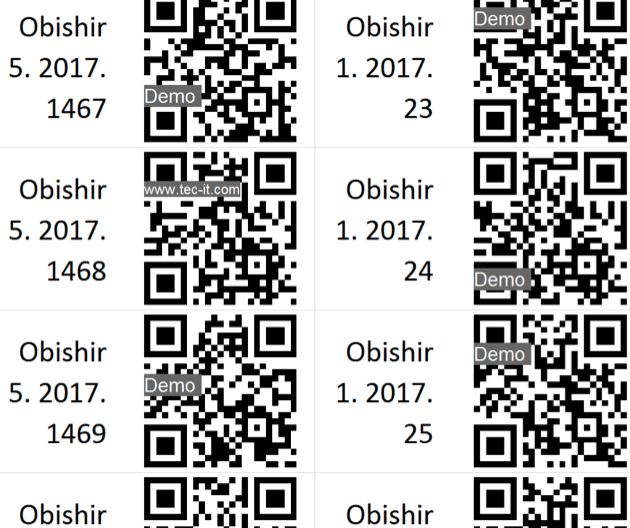 Obishir
5. 2017.
1467
Demo
Obishir
1. 2017.
23
Demo
Obishir
5. 2017.
1468
www.tec-it.com
Obishir
1. 2017.
24
Demo
Obishir
5. 2017.
1469
Demo
Obishir
1. 2017.
25
Demo
Obishir
Obishir